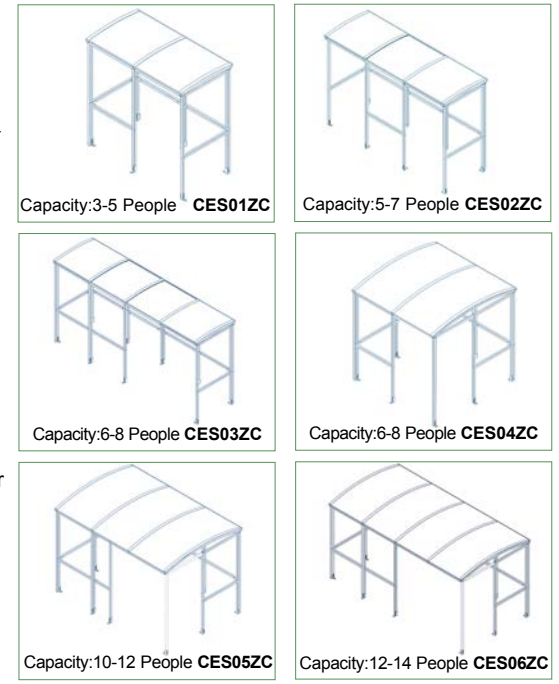 Capacity:3-5 People CES01ZC
Capacity:5-7 People CES02ZC
Capacity:6-8 People CES03ZC
Capacity:6-8 People CES04ZC
r
Capacity:10-12 People CES05ZC
Capacity:12-14 People CES06ZC